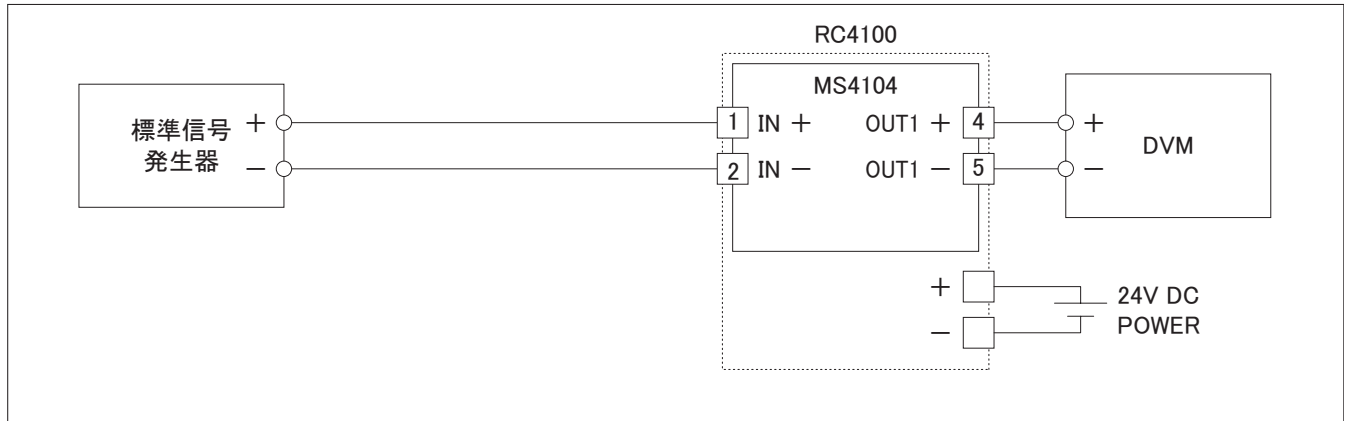 RC4100
MS4104
標準信号
発生器
+
−
1 IN +
2 IN −
OUT1 + 4
OUT1 − 5
+
−
DVM
+
−
24V DC
POWER